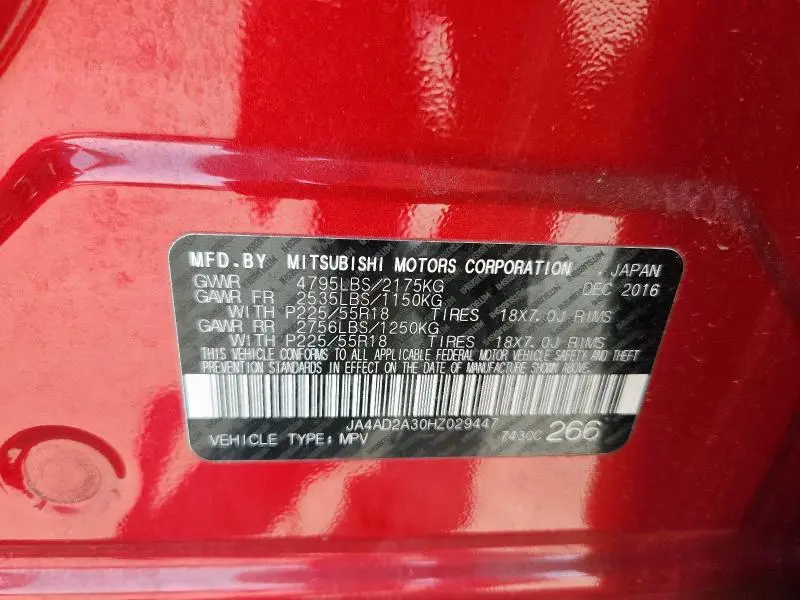 MFD.BY MITSUBISHI MOTORS CORPORATION , JAPAN
GWWR 4795LBS/2175KG DEC 2016
GAWR FR 2535LBS/1150KG
WITH P225/55R18 TIRES 18X7.0J RIMS
GAWR RR 2756LBS/1250KG
WITH P225/55R18 TIRES 18X7.0J RIMS
THIS VEHICLE CONFORMS TO ALL APPLICABLE FEDERAL MOTOR VEHICLE SAFETY AND THEFT
PREVENTION STANDARDS IN EFFECT ON THE DATE OF MANUFACTURE SHOWN ABOVE.
JA4AD2A30HZ029447
VEHICLE TYPE:MPV 7430C 266